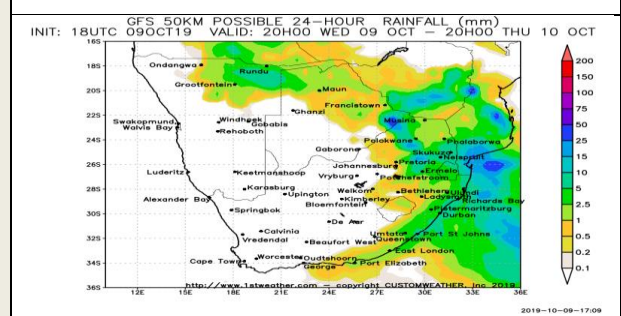 GFS 50KM POSSIBLE 24-HOUR RAINFALL (mm)
INIT: 18UTC 09OCT19 VALID: 20H00 WED 09 OCT - 20H00 THU 10 OCT
16S
Ondangwa
Rundu
18S
Grootfontein
Maun
20S
Francistown
Ghanzi
22S
Windhoek
Gobabis
Musina
Swakopmund
Walvis Bay
Rehoboth
24S
Polokwane
Phalaborwa
Gaborone
Skukuza
Nelspruit
Pretoria
26S
Johannesburg
Ermelo
Luderitz
Keetmanshoop
Vryburg
Potchefstroom
28S
Karasburg
Welkom
Bethlehem
Ulundi
Upington
Kimberley
Ladysmith
Richards Bay
Alexander Bay
Bloemfontein
Pietermaritzburg
30S
Springbok
Durban
De Aar
Calvinia
Umtata
Port St Johns
32S
Vredendal
Beaufort West
Queenstown
East London
Worcester
Oudtshoorn
34S
Cape Town
George
Port Elizabeth
36S
http://www.1stweather.com - copyright CUSTOMWEATHER, Inc 2019
12E 15E 18E 21E 24E 27E 30E 33E 36E
200
150
100
75
50
25
15
10
5
2.5
1
0.5
0.2
0.1
2019-10-09-17:09